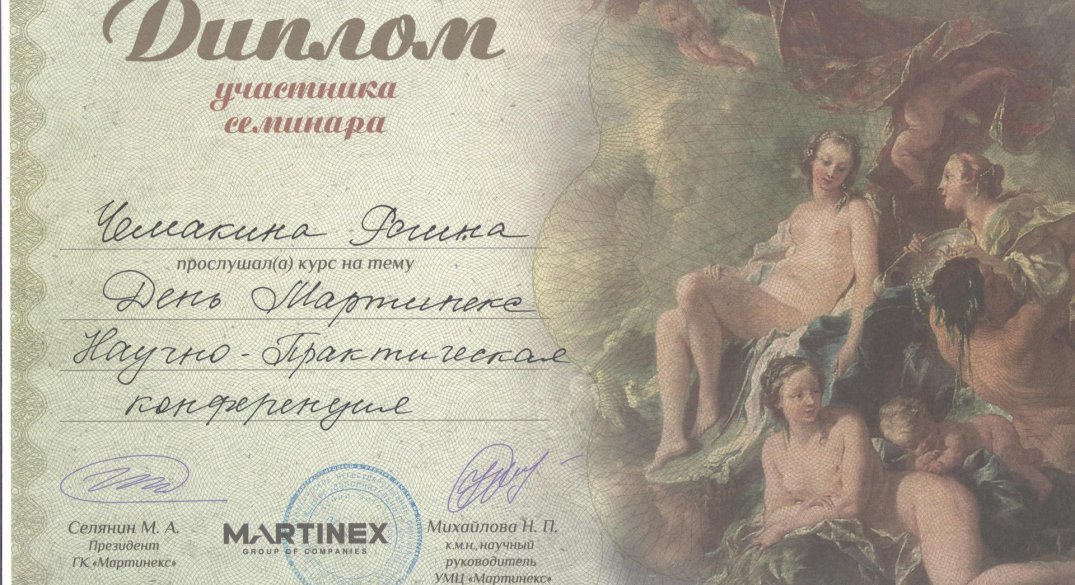 Диплом
участника
семинара
Чемакина Регина
прослушал(а) курс на тему
День Мартинекс
Научно-Практическая
конференция
Селянин М. А.
Президент
ГК «Мартинекс»
MARTINEX
GROUP OF COMPANIES
Михайлова Н. П.
к.м.н., научный
руководитель
УМЦ «Мартинекс»